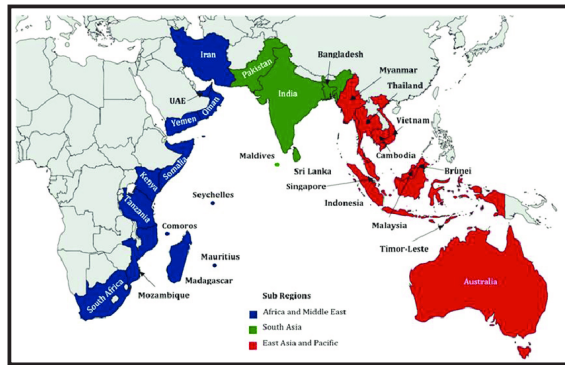 Iran
Pakistan
Bangladesh
Myanmar
Thailand
UAE
Oman
India
Yemen
Vietnam
Somalia
Cambodia
Maldives
Sri Lanka
Brunei
Kenya
Singapore
Seychelles
Indonesia
Tanzania
Malaysia
Comoros
Timor-Leste
Mauritius
Madagascar
Australia
South Africa
Mozambique
Sub Regions
Africa and Middle East
South Asia
East Asia and Pacific